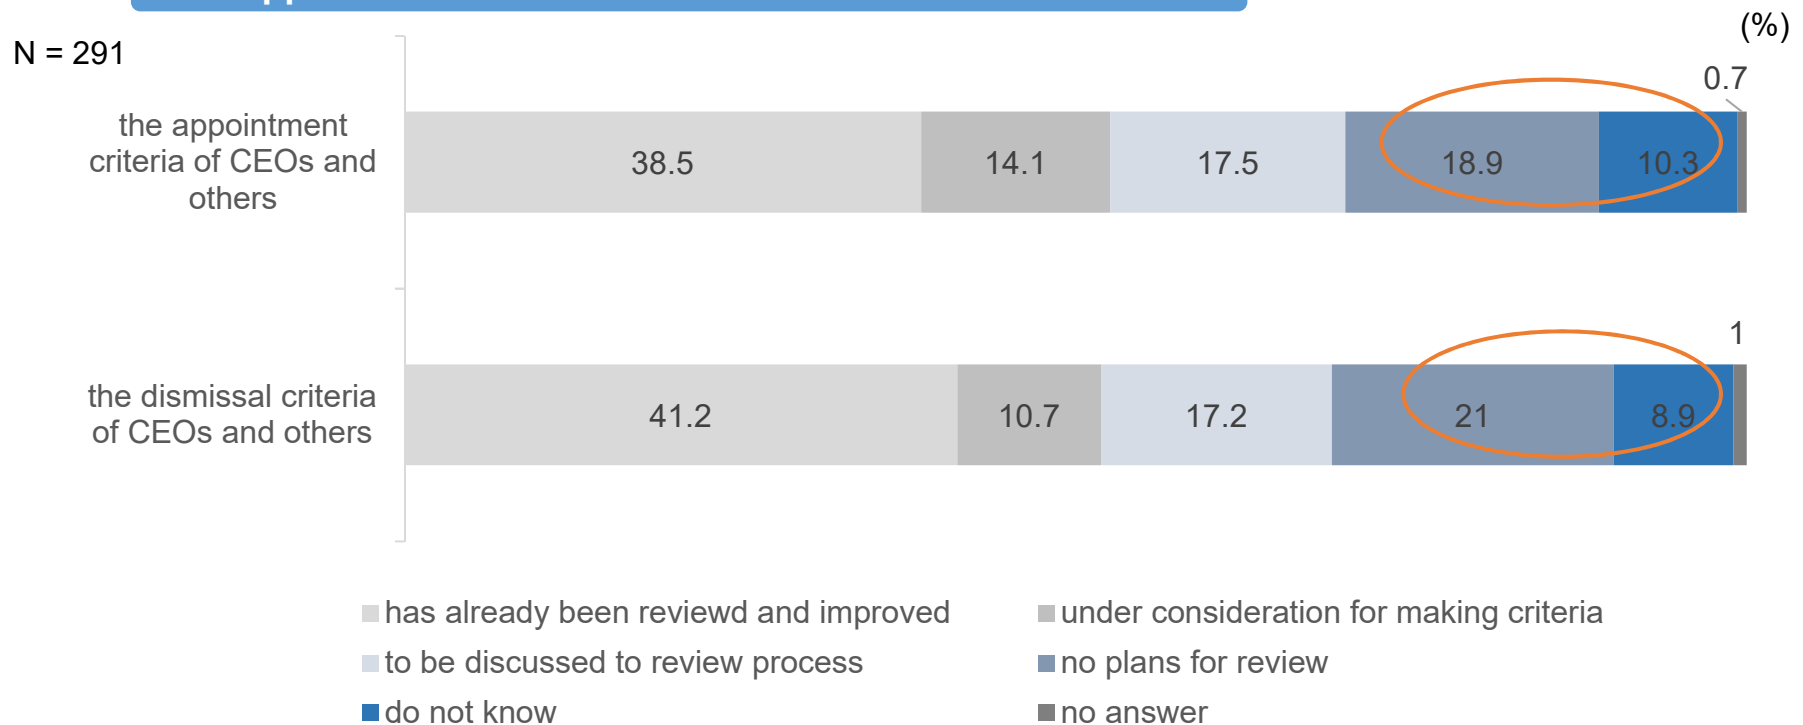 (%)
N = 291
0.7
the appointment
criteria of CEOs and
others
38.5 14.1 17.5 18.9 10.3
1
the dismissal criteria
of CEOs and others
41.2 10.7 17.2 21 8.9
has already been reviewd and improved
under consideration for making criteria
to be discussed to review process
no plans for review
do not know
no answer